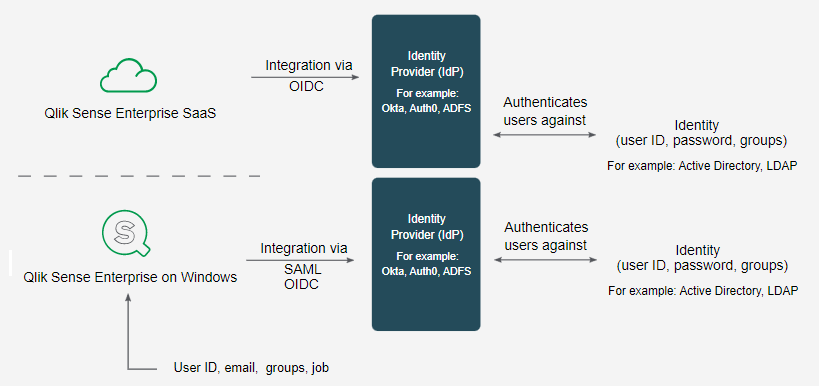 Qlik Sense Enterprise SaaS
Integration via
OIDC
Identity
Provider (IdP)
For example:
Okta, Auth0, ADFS
Authenticates
users against
Identity
(user ID, password, groups)
For example: Active Directory, LDAP
S
Qlik Sense Enterprise on Windows
Integration via
SAML
OIDC
Identity
Provider (IdP)
For example:
Okta, Auth0, ADFS
Authenticates
users against
Identity
(user ID, password, groups)
For example: Active Directory, LDAP
User ID, email, groups, job